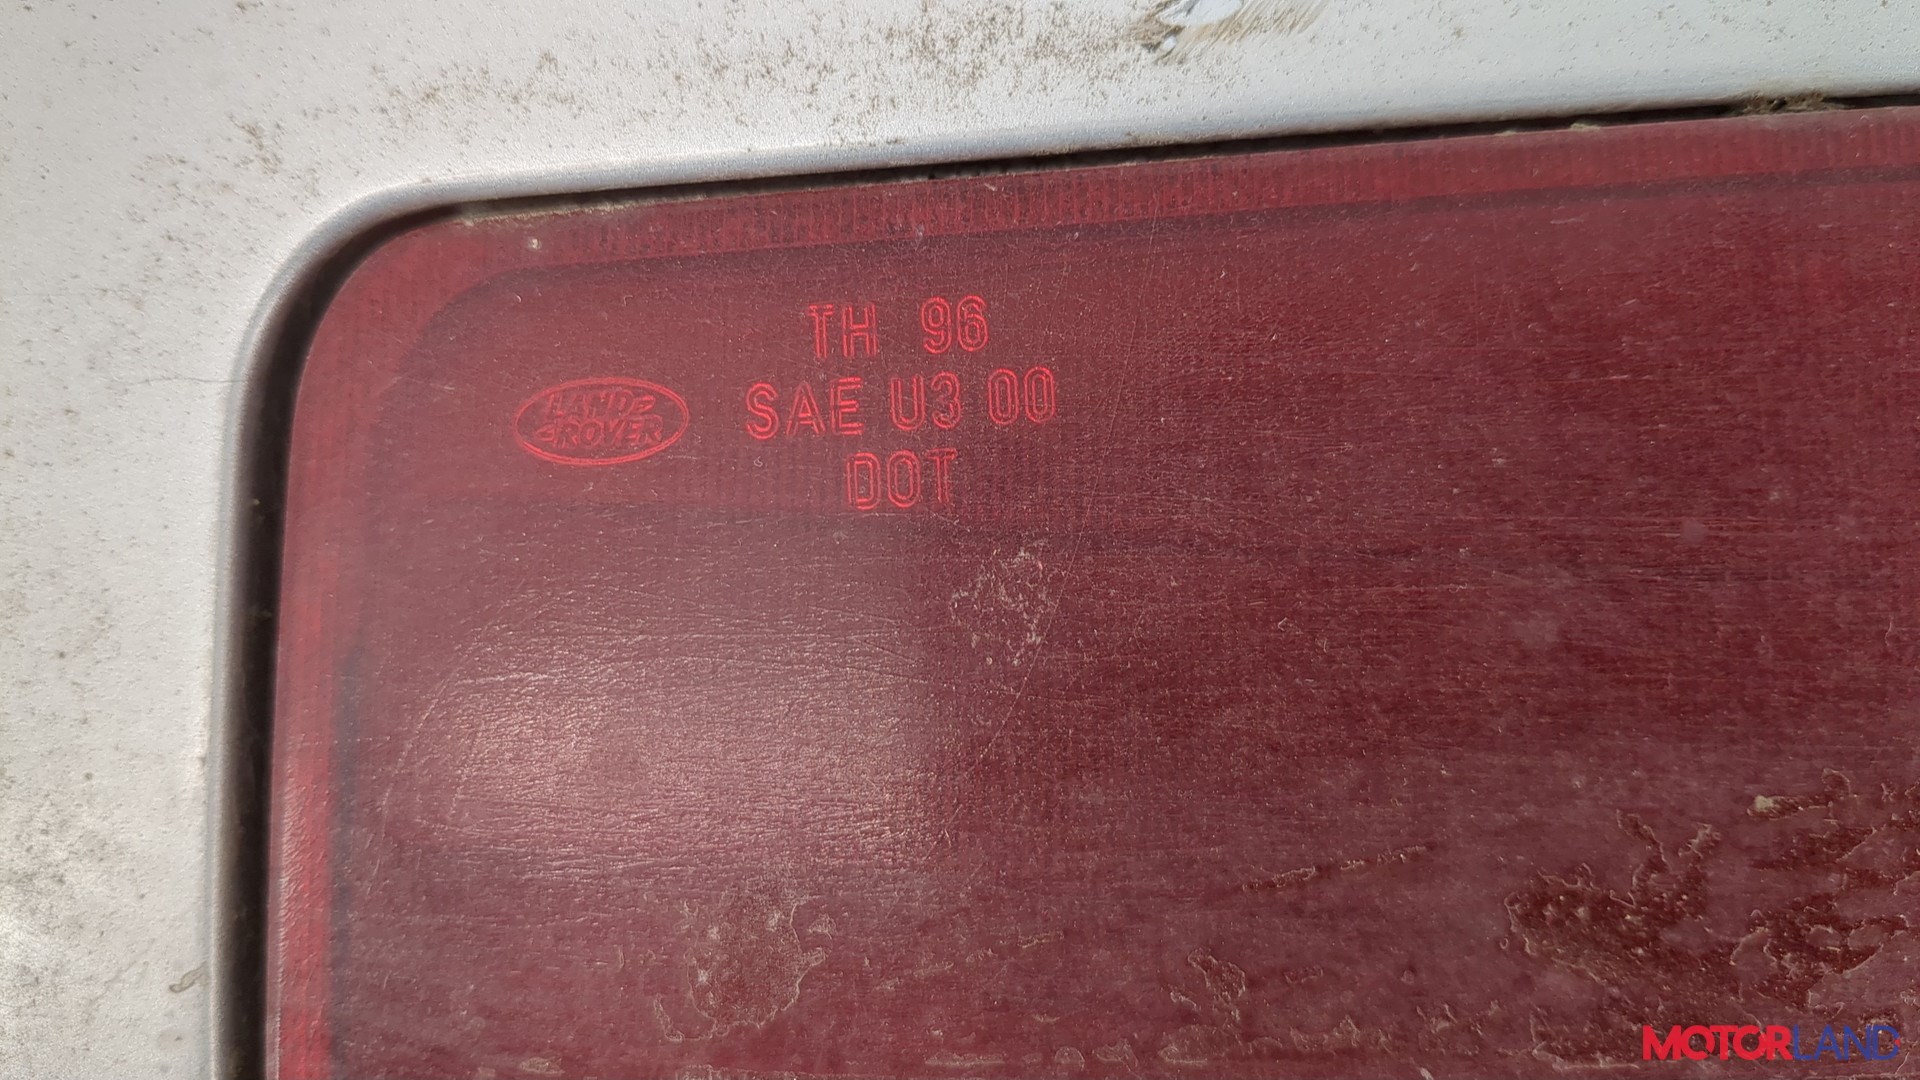 TH 96
LAND
ROVER
SAE U3 00
DOT
MOTORLAND